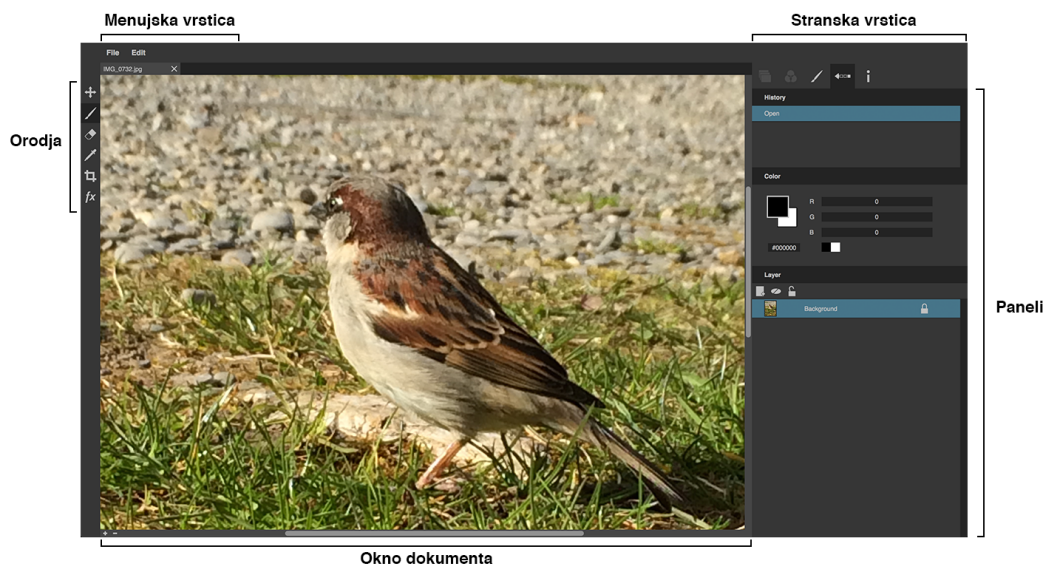 Menujska vrstica
Stranska vrstica
File Edit
IMG_0732.jpg
Orodja
fx
History
Open
Color
R 0
G 0
B 0
#000000
Layer
Background
Paneli
Okno dokumenta